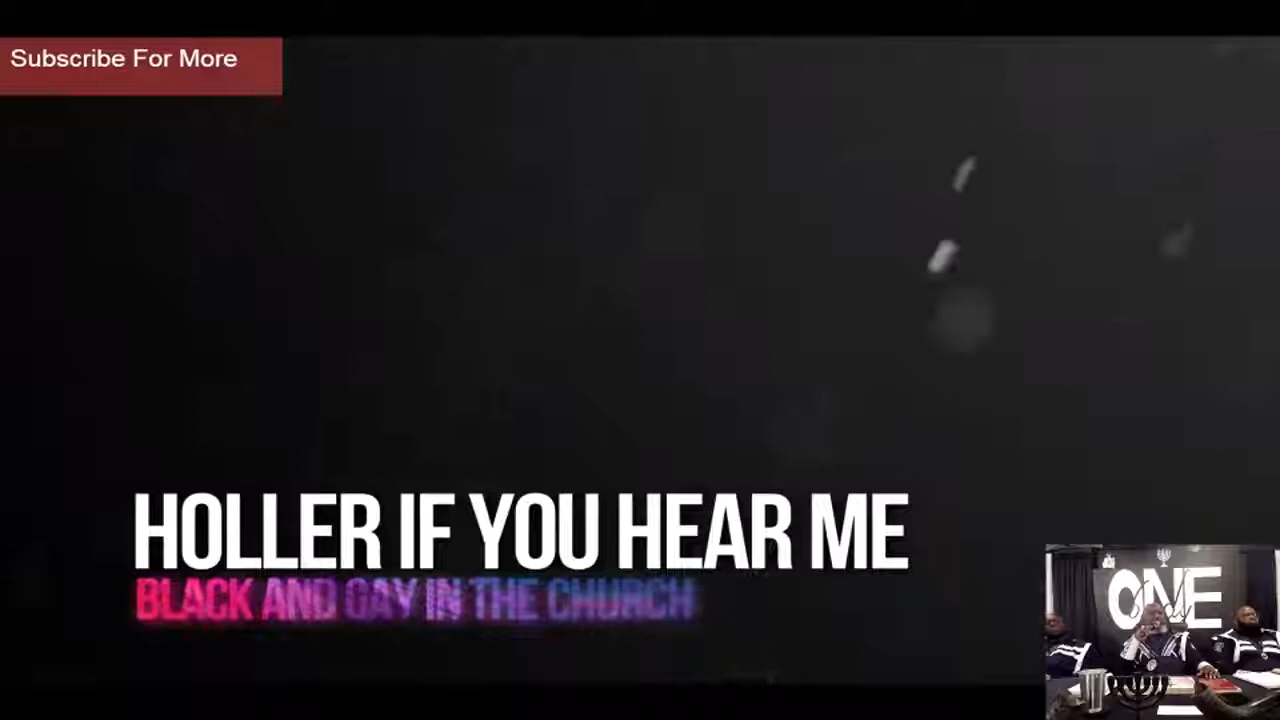 Subscribe For More
HOLLER IF YOU HEAR ME
BLACK AND GAY IN THE CHURCH
ONE